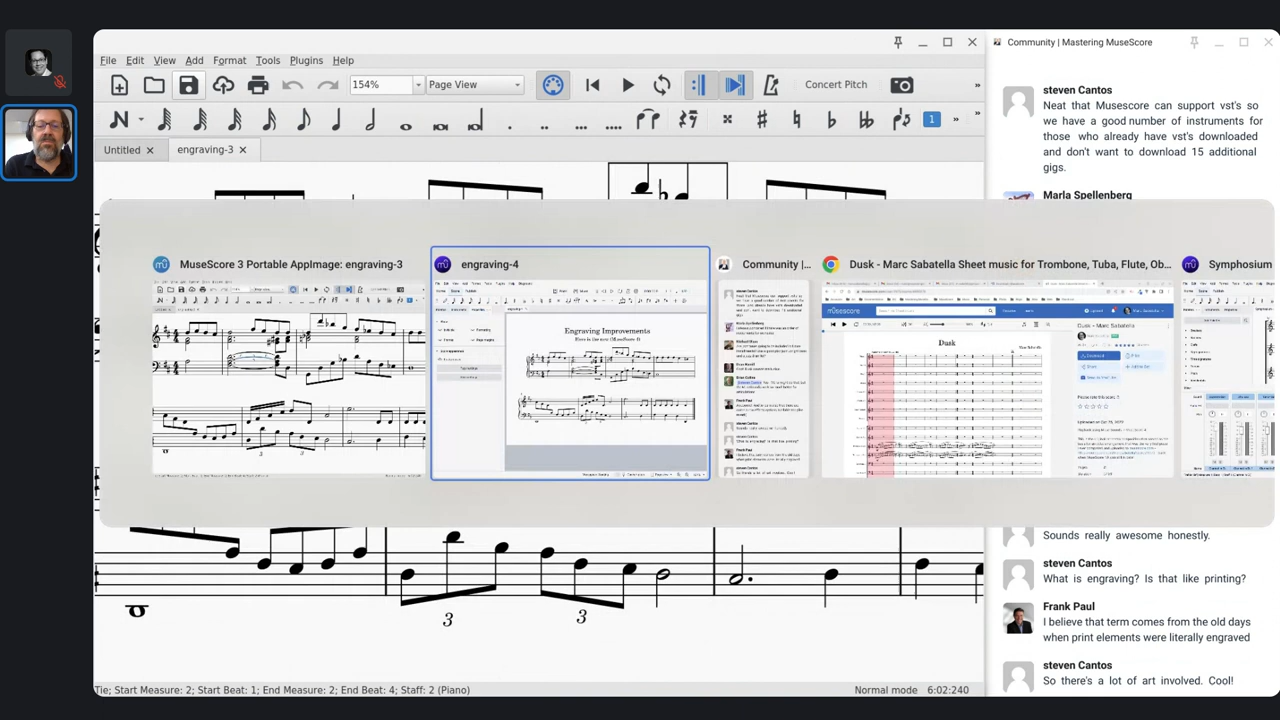 Community | Mastering MuseScore
File Edit View Add Format Tools Plugins Help
154%
Page View
Concert Pitch
1
Untitled
engraving-3
steven Cantos
Neat that Musescore can support vst's so
we have a good number of instruments for
those who already have vst's downloaded
and don't want to download 15 additional
gigs.
Marla Spellenberg
MuseScore 3 Portable AppImage: engraving-3
engraving-4
Community |...
Dusk - Marc Sabatella Sheet music for Trombone, Tuba, Flute, Ob...
Symphosium
Engraving Improvements
Dusk
Dusk - Marc Sabatella
musescore
3
3
Sounds really awesome honestly.
steven Cantos
What is engraving? Is that like printing?
Frank Paul
I believe that term comes from the old days
when print elements were literally engraved
steven Cantos
So there's a lot of art involved. Cool!
Tie; Start Measure: 2; Start Beat: 1; End Measure: 2; End Beat: 4; Staff: 2 (Piano)
Normal mode
6:02:240